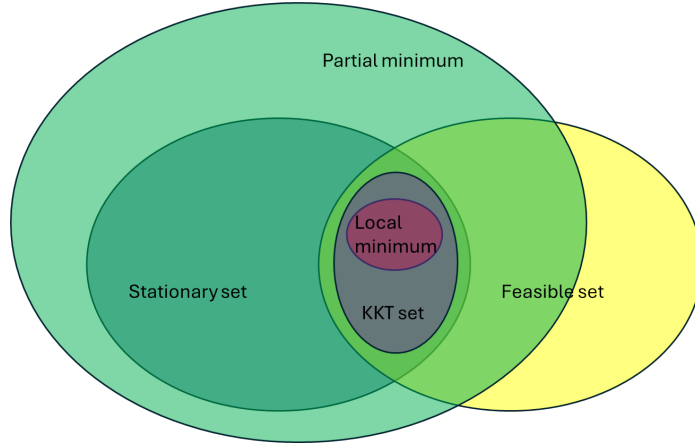 Partial minimum
Local
minimum
Stationary set
Feasible set
KKT set